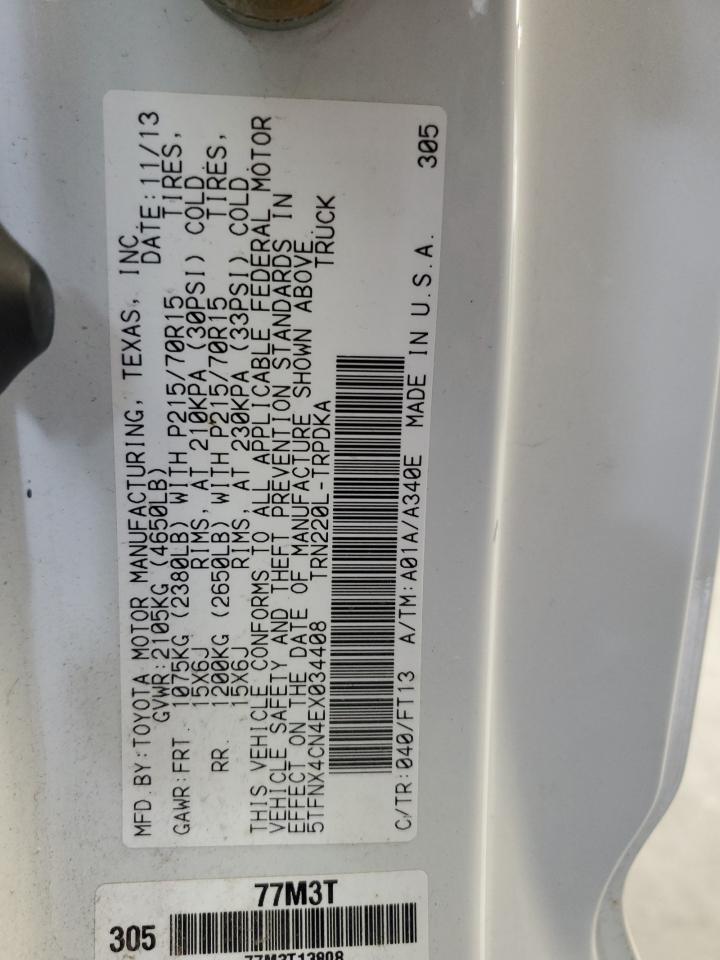 MFD.BY:TOYOTA MOTOR MANUFACTURING, TEXAS, INC.
GVWR:2105KG (4650LB) DATE:11/13
GAWR:FRT. 1075KG (2380LB) WITH P215/70R15 TIRES,
15X6J RIMS, AT 210KPA (30PSI) COLD
RR. 1200KG (2650LB) WITH P215/70R15 TIRES,
15X6J RIMS, AT 230KPA (33PSI) COLD
THIS VEHICLE CONFORMS TO ALL APPLICABLE FEDERAL MOTOR
VEHICLE SAFETY AND THEFT PREVENTION STANDARDS IN
EFFECT ON THE DATE OF MANUFACTURE SHOWN ABOVE.
5TFNX4CN4EX034408 TRN220L-TRPDKA TRUCK
C/TR:040/FT13 A/TM:A01A/A340E MADE IN U.S.A. 305
77M3T
305
77M3T13908